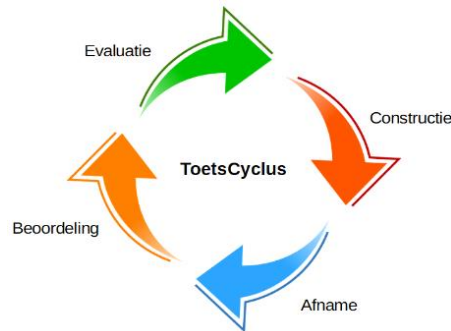 Evaluatie
Constructie
ToetsCyclus
Beoordeling
Afname